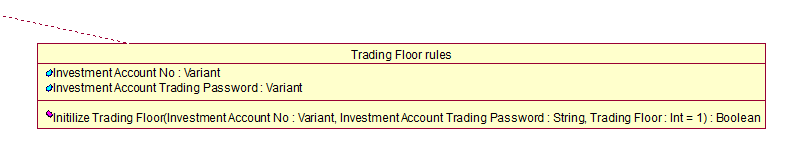 Trading Floor rules
Investment Account No : Variant
Investment Account Trading Password : Variant
Initilize Trading Floor(Investment Account No : Variant, Investment Account Trading Password : String, Trading Floor : Int = 1) : Boolean